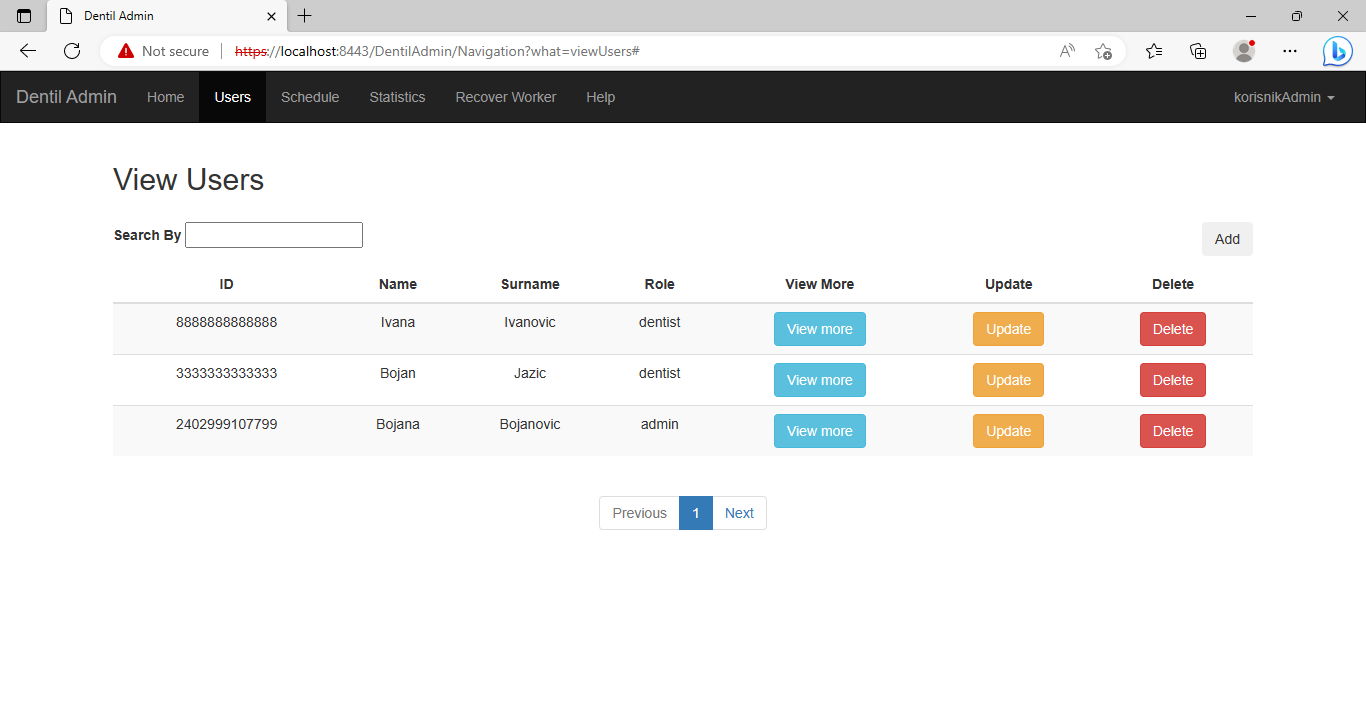 Dentil Admin
Not secure https://localhost:8443/DentilAdmin/Navigation?what=viewUsers#
Dentil Admin Home Users Schedule Statistics Recover Worker Help korisnikAdmin
View Users
Search By Add
ID Name Surname Role View More Update Delete
8888888888888 Ivana Ivanovic dentist View more Update Delete
3333333333333 Bojan Jazic dentist View more Update Delete
2402999107799 Bojana Bojanovic admin View more Update Delete
Previous 1 Next